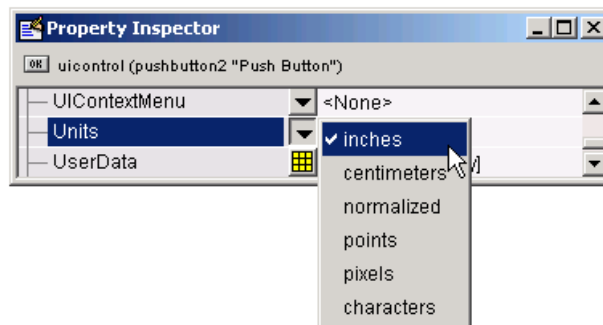 Property Inspector
OK uicontrol (pushbutton2 "Push Button")
UIContextMenu <None>
Units
inches
UserData
centimeters
normalized
points
pixels
characters